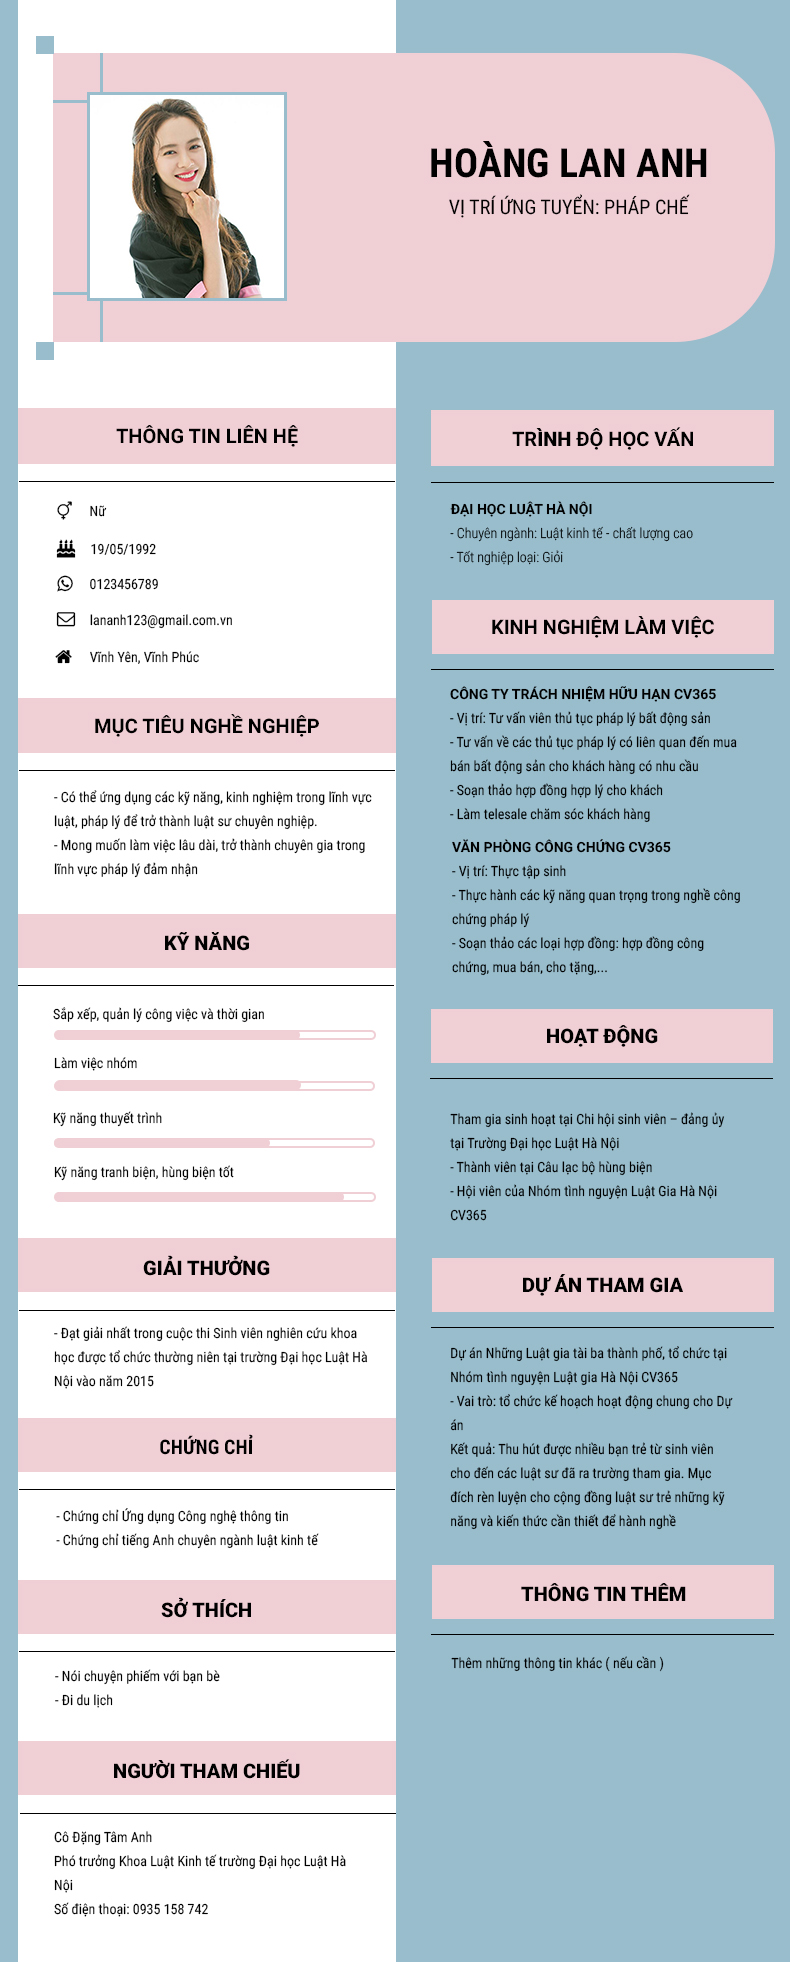 HOÀNG LAN ANH
VỊ TRÍ ỨNG TUYỂN: PHÁP CHẾ
THÔNG TIN LIÊN HỆ
Nữ
19/05/1992
0123456789
lananh123@gmail.com.vn
Vĩnh Yên, Vĩnh Phúc
MỤC TIÊU NGHỀ NGHIỆP
- Có thể ứng dụng các kỹ năng, kinh nghiệm trong lĩnh vực
luật, pháp lý để trở thành luật sư chuyên nghiệp.
- Mong muốn làm việc lâu dài, trở thành chuyên gia trong
lĩnh vực pháp lý đảm nhận
KỸ NĂNG
Sắp xếp, quản lý công việc và thời gian
Làm việc nhóm
Kỹ năng thuyết trình
Kỹ năng tranh biện, hùng biện tốt
GIẢI THƯỞNG
- Đạt giải nhất trong cuộc thi Sinh viên nghiên cứu khoa
học được tổ chức thường niên tại trường Đại học Luật Hà
Nội vào năm 2015
CHỨNG CHỈ
- Chứng chỉ Ứng dụng Công nghệ thông tin
- Chứng chỉ tiếng Anh chuyên ngành luật kinh tế
SỞ THÍCH
- Nói chuyện phiếm với bạn bè
- Đi du lịch
NGƯỜI THAM CHIẾU
Cô Đặng Tâm Anh
Phó trưởng Khoa Luật Kinh tế trường Đại học Luật Hà
Nội
Số điện thoại: 0935 158 742
TRÌNH ĐỘ HỌC VẤN
ĐẠI HỌC LUẬT HÀ NỘI
- Chuyên ngành: Luật kinh tế - chất lượng cao
- Tốt nghiệp loại: Giỏi
KINH NGHIỆM LÀM VIỆC
CÔNG TY TRÁCH NHIỆM HỮU HẠN CV365
- Vị trí: Tư vấn viên thủ tục pháp lý bất động sản
- Tư vấn về các thủ tục pháp lý có liên quan đến mua
bán bất động sản cho khách hàng có nhu cầu
- Soạn thảo hợp đồng hợp lý cho khách
- Làm telesale chăm sóc khách hàng
VĂN PHÒNG CÔNG CHỨNG CV365
- Vị trí: Thực tập sinh
- Thực hành các kỹ năng quan trọng trong nghề công
chứng pháp lý
- Soạn thảo các loại hợp đồng: hợp đồng công
chứng, mua bán, cho tặng,...
HOẠT ĐỘNG
Tham gia sinh hoạt tại Chi hội sinh viên – đảng ủy
tại Trường Đại học Luật Hà Nội
- Thành viên tại Câu lạc bộ hùng biện
- Hội viên của Nhóm tình nguyện Luật Gia Hà Nội
CV365
DỰ ÁN THAM GIA
Dự án Những Luật gia tài ba thành phố, tổ chức tại
Nhóm tình nguyện Luật gia Hà Nội CV365
- Vai trò: tổ chức kế hoạch hoạt động chung cho Dự
án
Kết quả: Thu hút được nhiều bạn trẻ từ sinh viên
cho đến các luật sư đã ra trường tham gia. Mục
đích rèn luyện cho cộng đồng luật sư trẻ những kỹ
năng và kiến thức cần thiết để hành nghề
THÔNG TIN THÊM
Thêm những thông tin khác ( nếu cần )